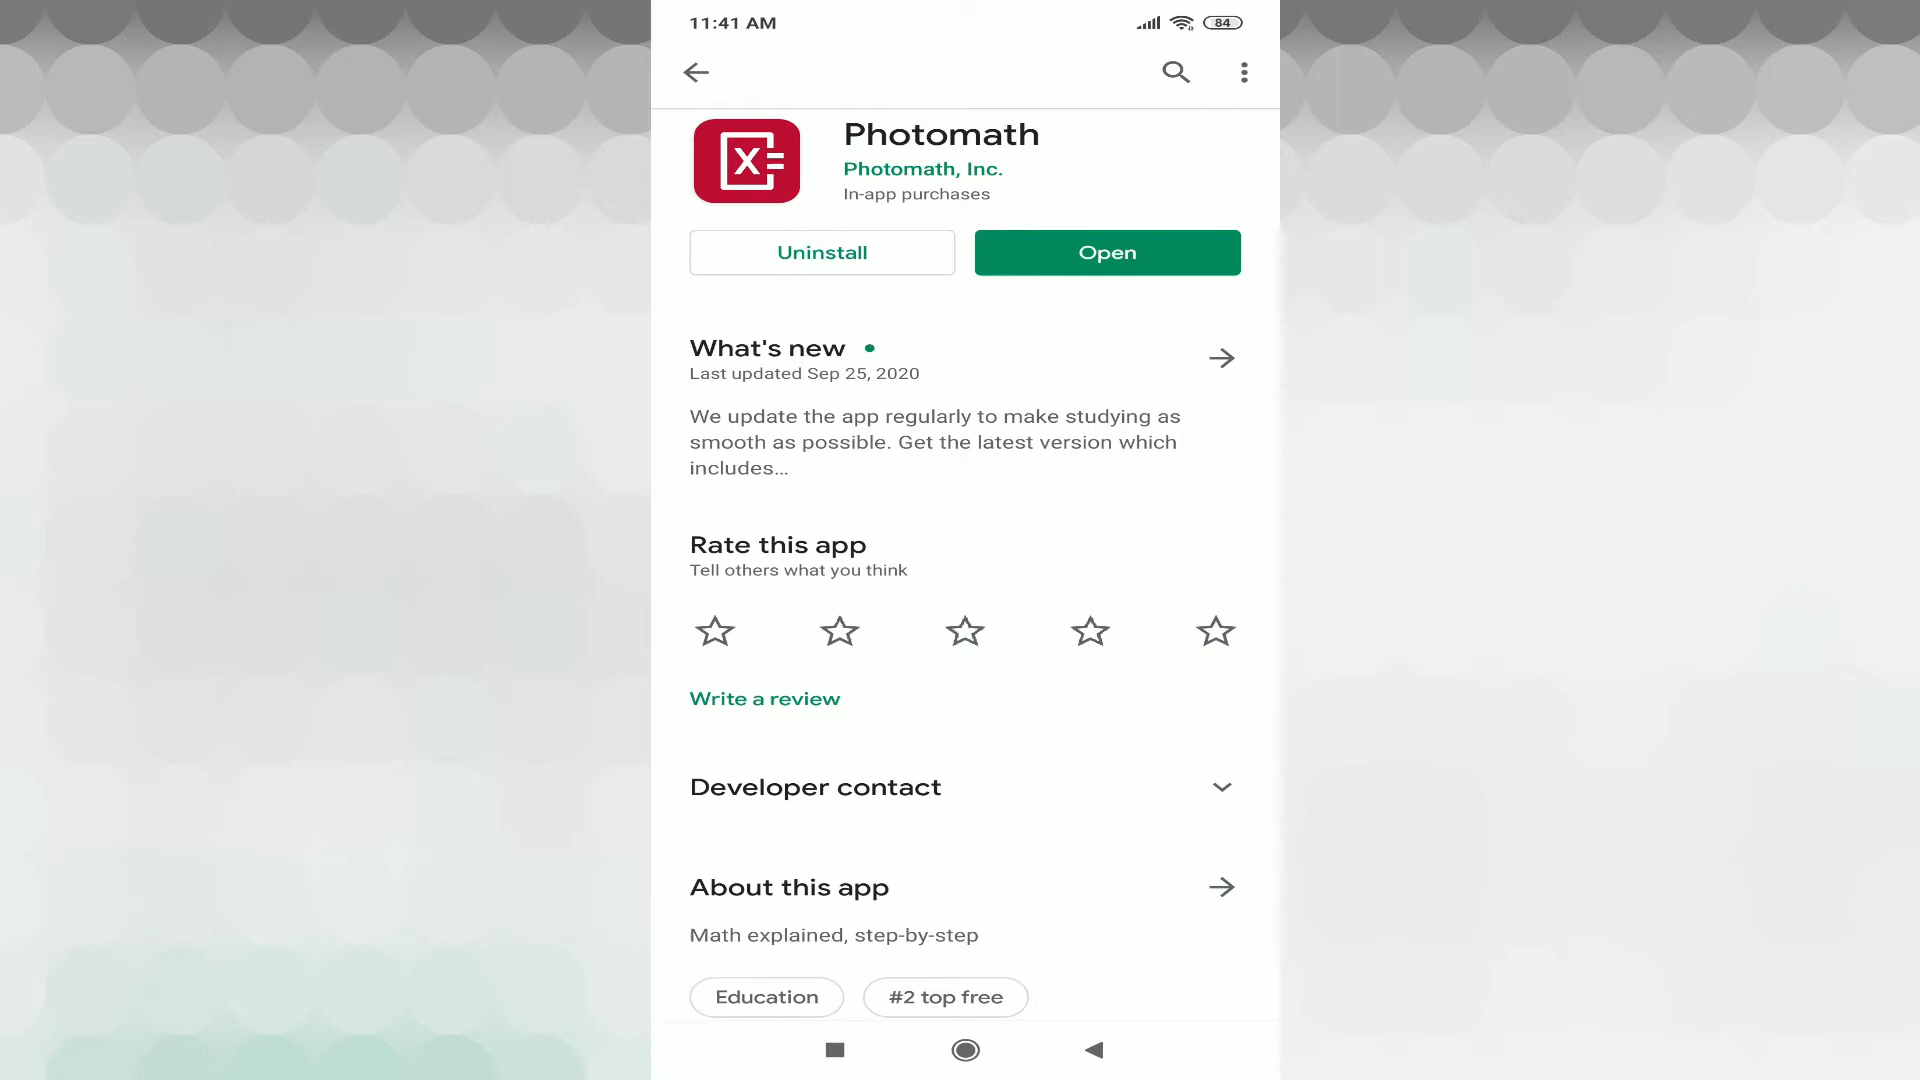 11:41 AM
84
X=
Photomath
Photomath, Inc.
In-app purchases
Uninstall
Open
What's new
Last updated Sep 25, 2020
We update the app regularly to make studying as
smooth as possible. Get the latest version which
includes...
Rate this app
Tell others what you think
Write a review
Developer contact
About this app
Math explained, step-by-step
Education
#2 top free